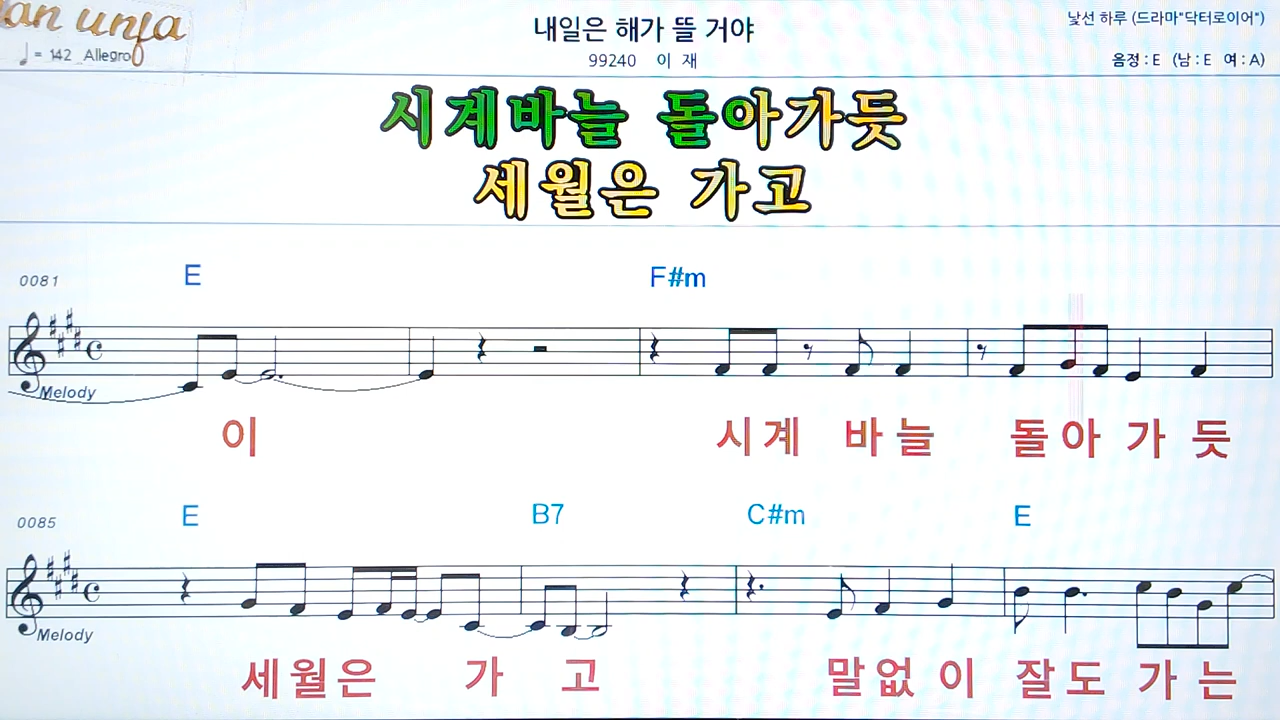 내일은 해가 뜰 거야
낯선 하루 (드라마"닥터로이어")
♩ = 142 Allegro
99240 이 재
음정 : E (남 : E 여 : A)
시계바늘 돌아가듯
세월은 가고
0081 E F#m
Melody
이 시계 바늘 돌아 가 듯
0085 E B7 C#m E
Melody
세월은 가 고 말없 이 잘도 가 는